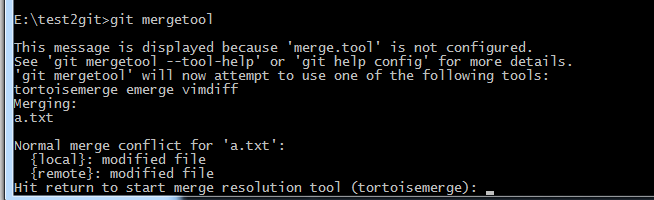 E:\test2git>git mergetool
This message is displayed because 'merge.tool' is not configured.
See 'git mergetool --tool-help' or 'git help config' for more details.
'git mergetool' will now attempt to use one of the following tools:
tortoisemerge emerge vimdiff
Merging:
a.txt
Normal merge conflict for 'a.txt':
  {local}: modified file
  {remote}: modified file
Hit return to start merge resolution tool (tortoisemerge): _